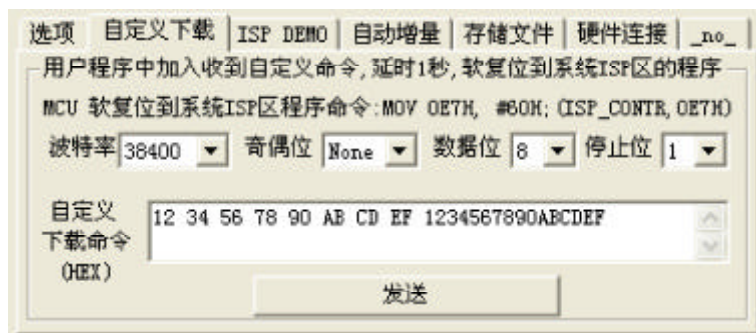 选项 自定义下载 ISP DEMO 自动增量 存储文件 硬件连接 _no_
用户程序中加入收到自定义命令,延时1秒,软复位到系统ISP区的程序
MCU 软复位到系统ISP区程序命令:MOV 0E7H, #60H; (ISP_CONTR,0E7H)
波特率 38400 奇偶位 None 数据位 8 停止位 1
自定义
下载命令
(HEX)
12 34 56 78 90 AB CD EF 1234567890ABCDEF
发送